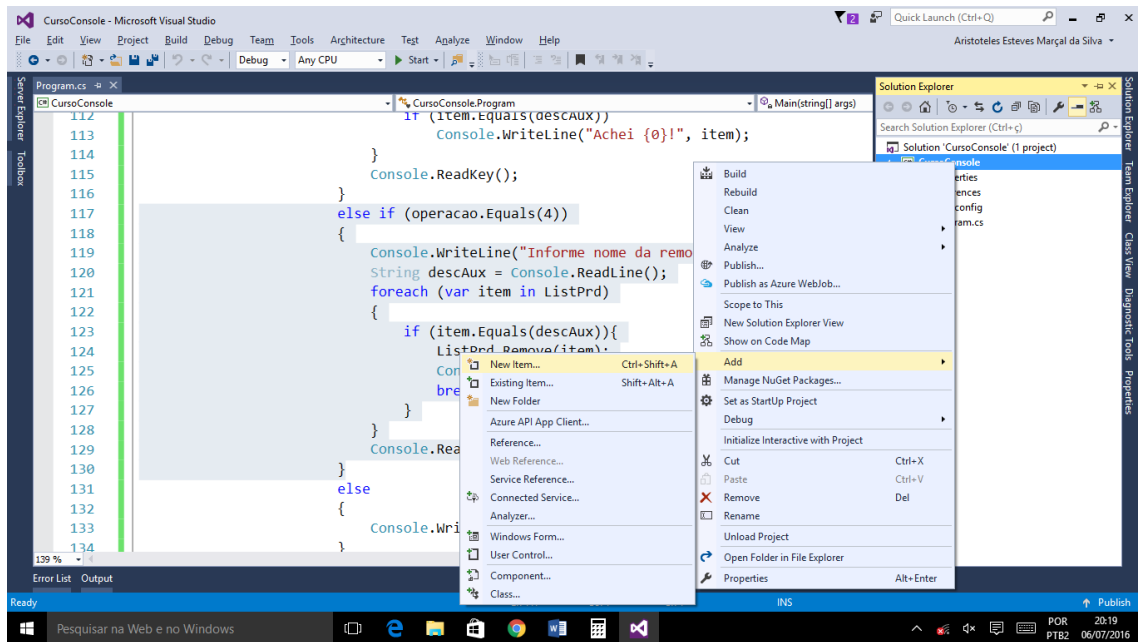 CursoConsole - Microsoft Visual Studio
2
Quick Launch (Ctrl+Q)
File Edit View Project Build Debug Team Tools Architecture Test Analyze Window Help
Aristoteles Esteves Marçal da Silva
Debug Any CPU Start
Server Explorer
Toolbox
Program.cs
CursoConsole
CursoConsole.Program
Main(string[] args)
112 if (item.Equals(descAux))
113 Console.WriteLine("Achei {0}!", item);
114 }
115 Console.ReadKey();
116 }
117 else if (operacao.Equals(4))
118 {
119 Console.WriteLine("Informe nome da remo
120 String descAux = Console.ReadLine();
121 foreach (var item in ListPrd)
122 {
123 if (item.Equals(descAux)){
124 ListPrd.Remove(item);
125 Con
126 bre
127 }
128 }
129 Console.Rea
130 }
131 else
132 {
133 Console.Wri
134 }
139 %
Solution Explorer
Search Solution Explorer (Ctrl+ç)
Solution 'CursoConsole' (1 project)
CursoConsole
erties
ences
config
ram.cs
Build
Rebuild
Clean
View
Analyze
Publish...
Publish as Azure WebJob...
Scope to This
New Solution Explorer View
Show on Code Map
Add
Manage NuGet Packages...
Set as StartUp Project
Debug
Initialize Interactive with Project
Cut Ctrl+X
Paste Ctrl+V
Remove Del
Rename
Unload Project
Open Folder in File Explorer
Properties Alt+Enter
New Item... Ctrl+Shift+A
Existing Item... Shift+Alt+A
New Folder
Azure API App Client...
Reference...
Web Reference...
Service Reference...
Connected Service...
Analyzer...
Windows Form...
User Control...
Component...
Class...
Solution Explorer
Team Explorer
Class View
Diagnostic Tools
Properties
Error List Output
Ready
INS
Publish
Pesquisar na Web e no Windows
POR
PTB2
20:19
06/07/2016